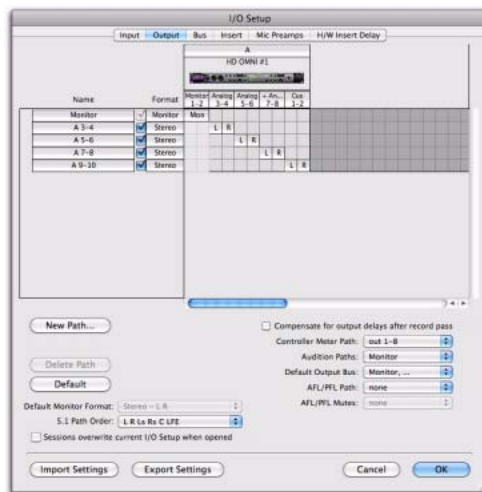 I/O Setup
Input Output Bus Insert Mic Preamps H/W Insert Delay
A
HD OMNI #1
Name Format Monitor Analog Analog + An... Cue
1-2 3-4 5-6 7-8 1-2
Monitor Monitor Mon
A 3-4 Stereo L R
A 5-6 Stereo L R
A 7-8 Stereo L R
A 9-10 Stereo L R
New Path...
Compensate for output delays after record pass
Controller Meter Path: out 1-8
Delete Path
Audition Paths: Monitor
Default
Default Output Bus: Monitor, ...
AFL/PFL Path: none
Default Monitor Format: Stereo - L R
AFL/PFL Mutes: none
5.1 Path Order: L R Ls Rs C LFE
Sessions overwrite current I/O Setup when opened
Import Settings Export Settings Cancel OK